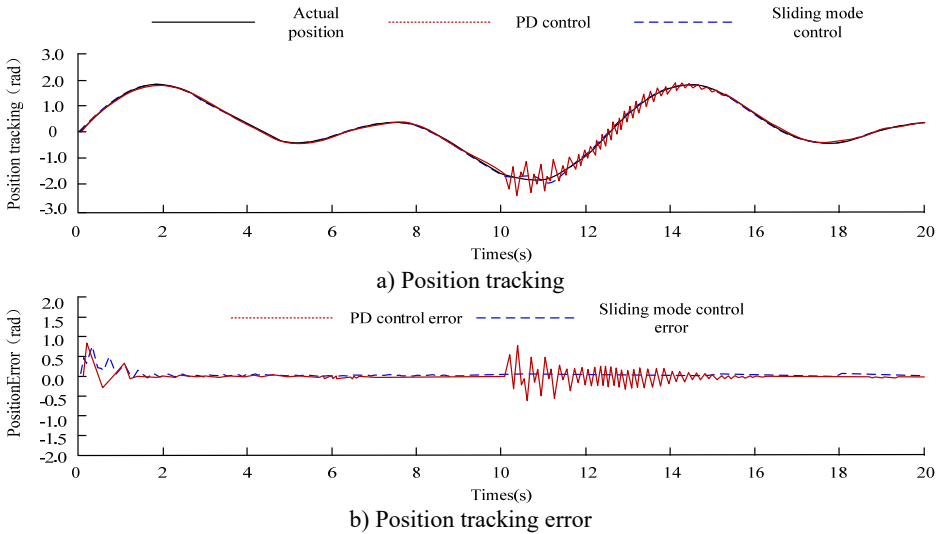 Actual
position
PD control
Sliding mode
control
Position tracking（rad）
3.0
2.0
1.0
0
-1.0
-2.0
-3.0
0 2 4 6 8 10 12 14 16 18 20
Times(s)
a) Position tracking
PositionError（rad）
2.0
1.5
1.0
0.5
0.0
-0.5
-1.0
-1.5
-2.0
PD control error
Sliding mode control
error
0 2 4 6 8 10 12 14 16 18 20
Times(s)
b) Position tracking error